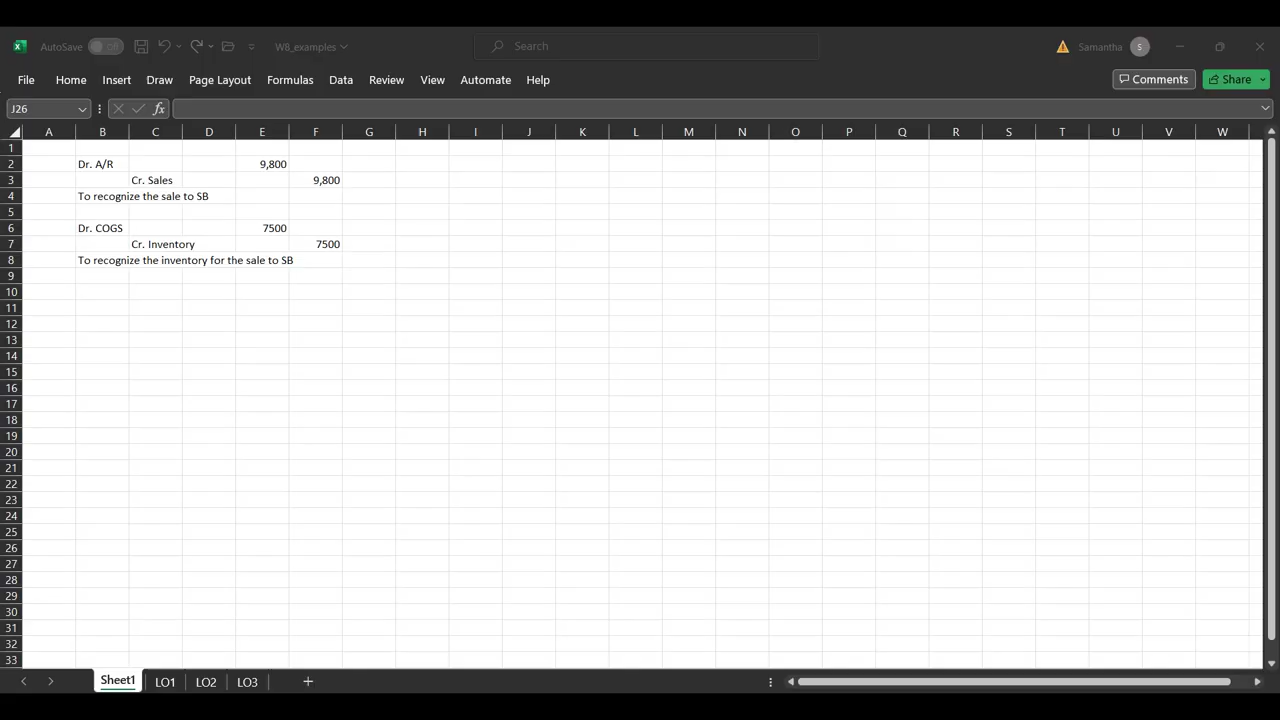 AutoSave Off W8_examples Search Samantha S
File Home Insert Draw Page Layout Formulas Data Review View Automate Help Comments Share
J26 fx
A B C D E F G H I J K L M N O P Q R S T U V W
1
2 Dr. A/R 9,800
3 Cr. Sales 9,800
4 To recognize the sale to SB
5
6 Dr. COGS 7500
7 Cr. Inventory 7500
8 To recognize the inventory for the sale to SB
9
10
11
12
13
14
15
16
17
18
19
20
21
22
23
24
25
26
27
28
29
30
31
32
33
Sheet1 LO1 LO2 LO3